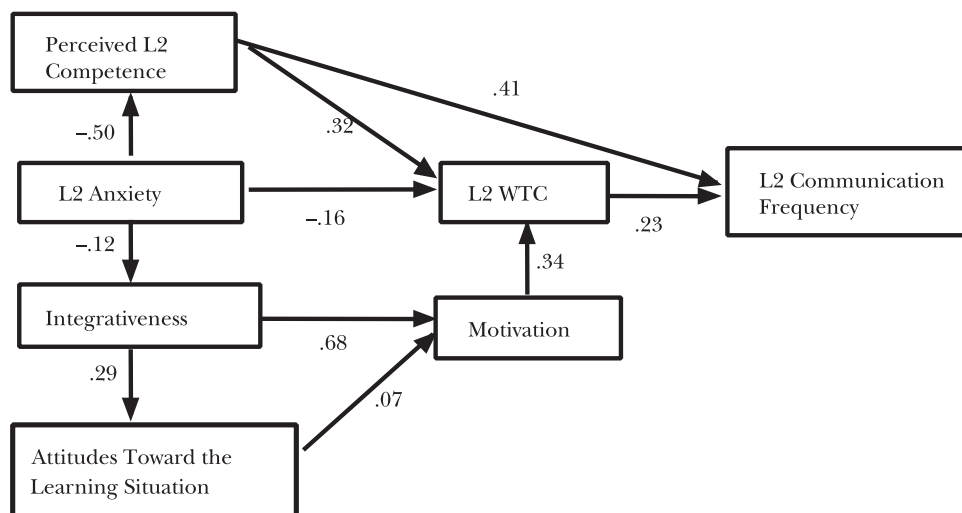 Perceived L2
Competence
.41
.32
–.50
L2 Anxiety
L2 WTC
L2 Communication
Frequency
–.16
.23
–.12
.34
Integrativeness
Motivation
.68
.29
.07
Attitudes Toward the
Learning Situation